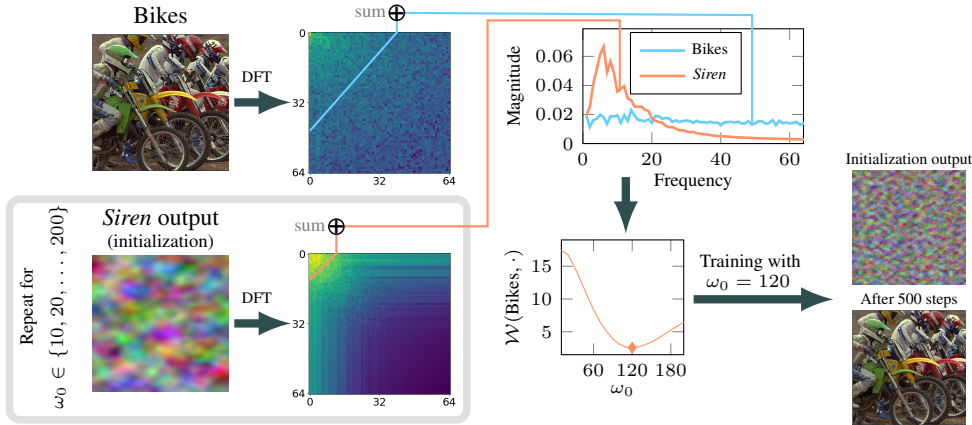 Bikes
DFT
sum
0
32
64
0
32
64
Magnitude
0.06
0.04
0.02
0
0
20
40
60
Frequency
Bikes
Siren
Repeat for
ω₀ ∈ {10, 20, . . . , 200}
Siren output
(initialization)
DFT
sum
0
32
64
0
32
64
𝒲(Bikes, ·)
15
10
5
60
120
180
ω₀
Training with
ω₀ = 120
Initialization output
After 500 steps